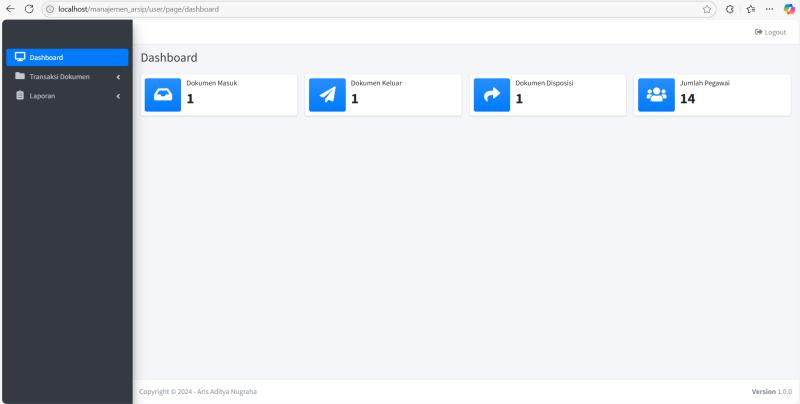 localhost/manajemen_arsip/user/page/dashboard
Logout
Dashboard
Transaksi Dokumen
Laporan
Dashboard
Dokumen Masuk
1
Dokumen Keluar
1
Dokumen Disposisi
1
Jumlah Pegawai
14
Copyright © 2024 - Aris Aditya Nugraha
Version 1.0.0